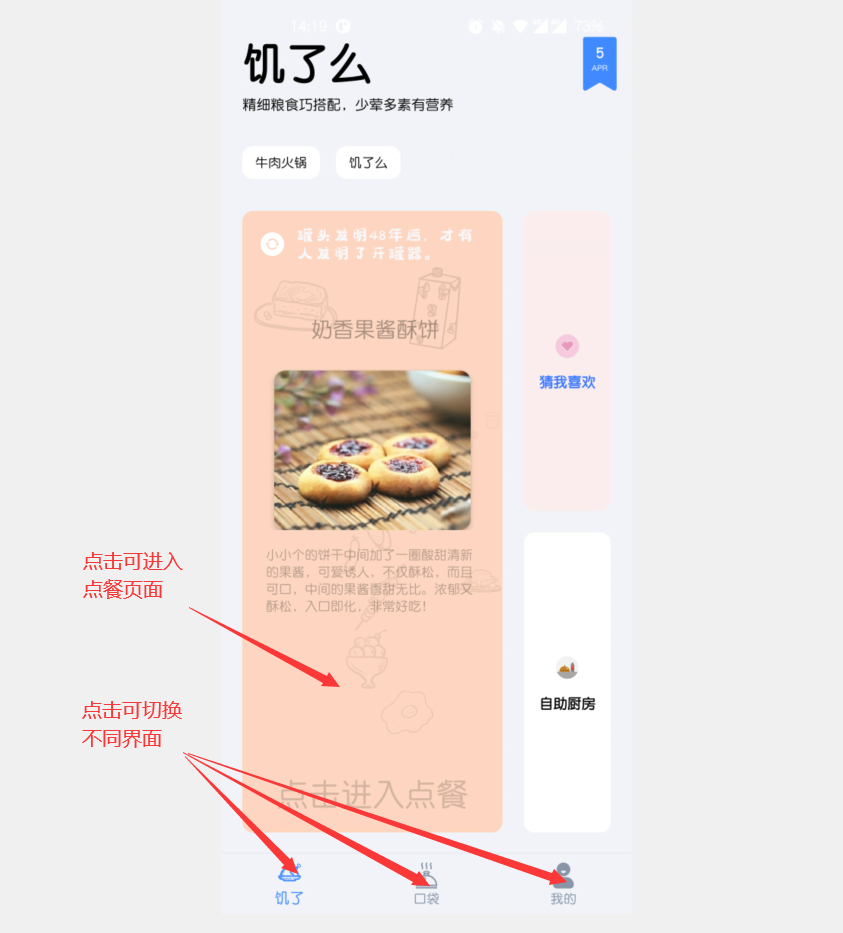 14:19
73%
饥了么
5
APR
精细粮食巧搭配，少荤多素有营养
牛肉火锅
饥了么
罐头发明48年后，才有
人发明了开罐器。
奶香果酱酥饼
猜我喜欢
小小个的饼干中间加了一圈酸甜清新
的果酱，可爱诱人，不仅酥松，而且
可口，中间的果酱香甜无比。浓郁又
酥松，入口即化，非常好吃！
点击可进入
点餐页面
自助厨房
点击可切换
不同界面
点击进入点餐
饥了
口袋
我的